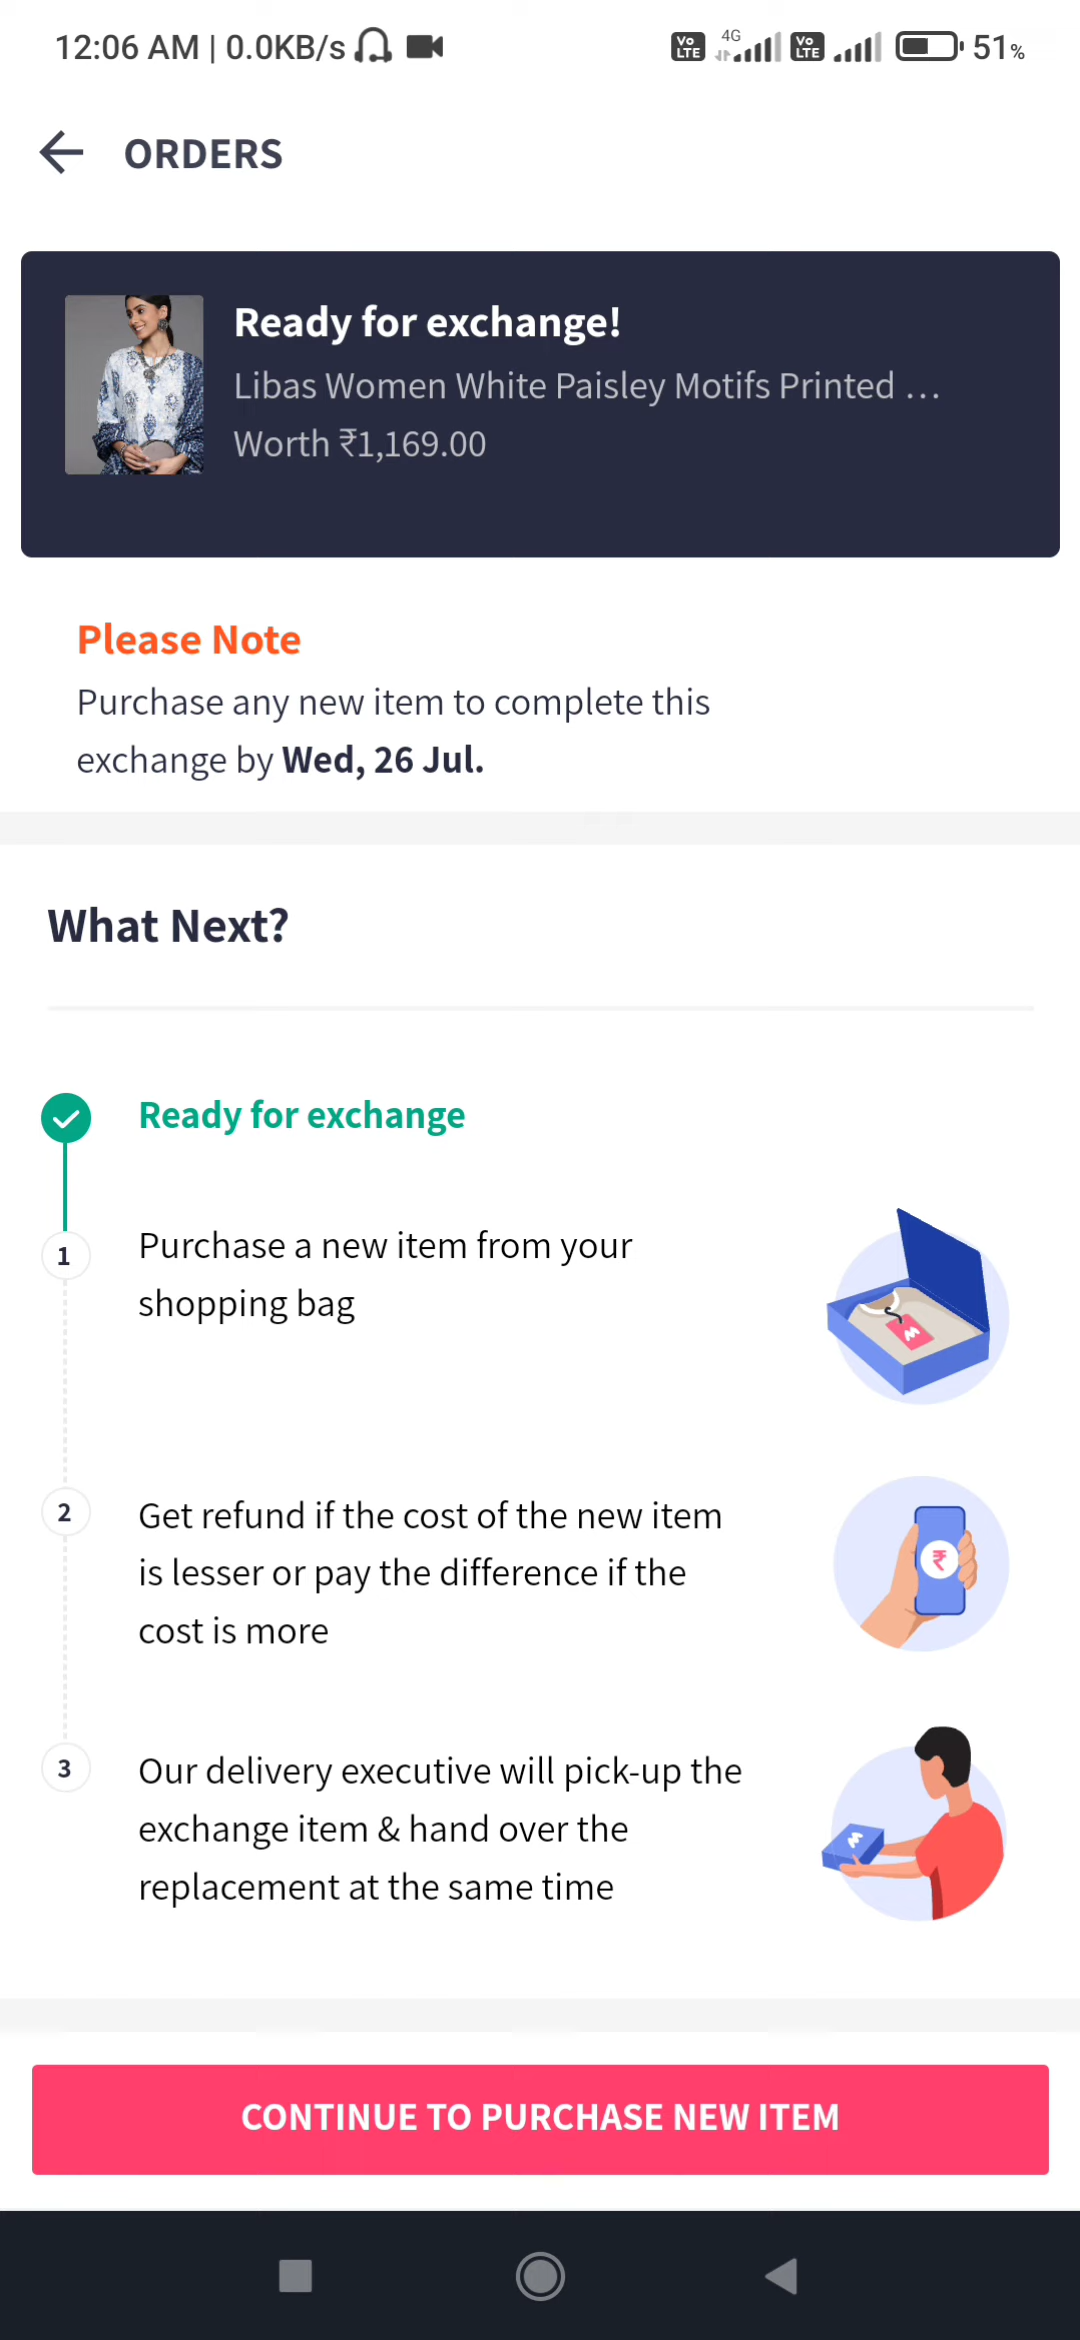 12:06 AM | 0.0KB/s Vo LTE 4G Vo LTE 51%
ORDERS
Ready for exchange!
Libas Women White Paisley Motifs Printed ...
Worth ₹1,169.00
Please Note
Purchase any new item to complete this
exchange by Wed, 26 Jul.
What Next?
Ready for exchange
1 Purchase a new item from your
shopping bag
2 Get refund if the cost of the new item
is lesser or pay the difference if the
cost is more
₹
3 Our delivery executive will pick-up the
exchange item & hand over the
replacement at the same time
CONTINUE TO PURCHASE NEW ITEM